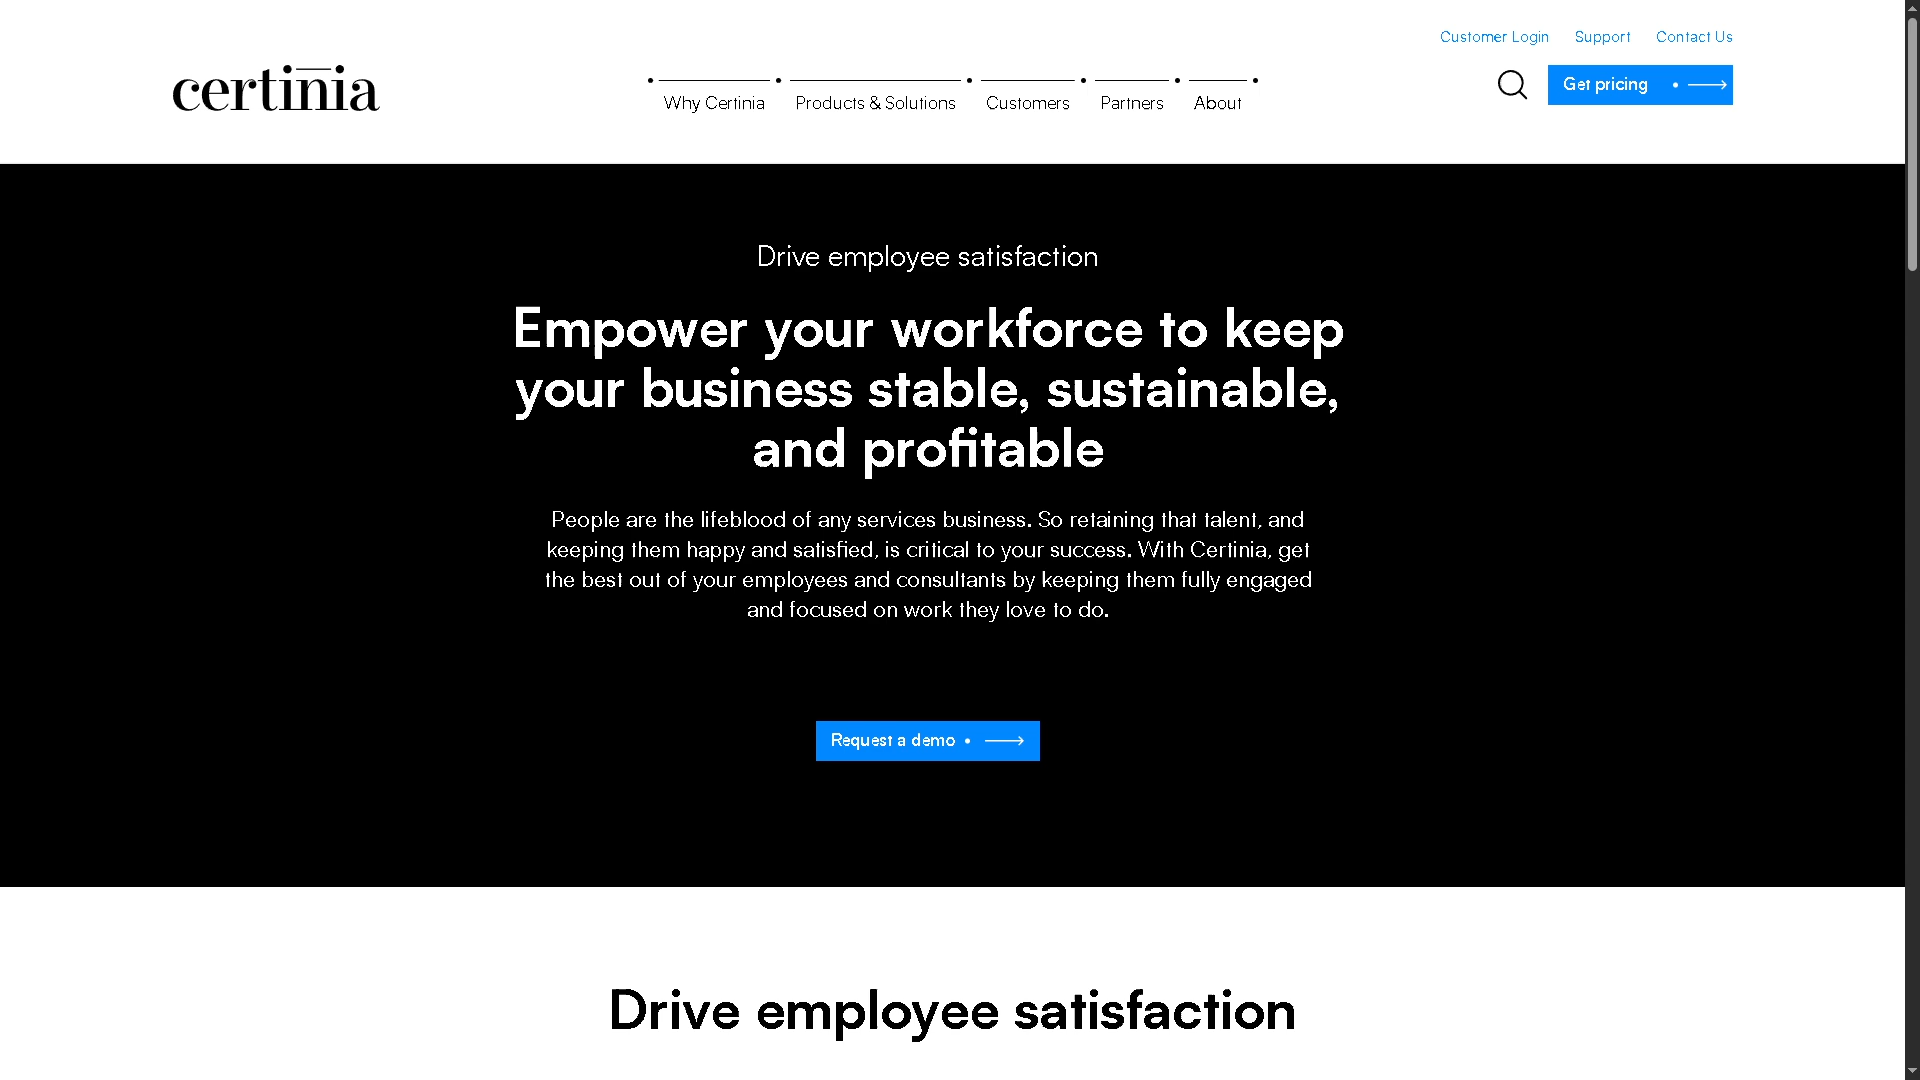 Customer Login Support Contact Us
certinia
Why Certinia Products & Solutions Customers Partners About
Get pricing
Drive employee satisfaction
Empower your workforce to keep
your business stable, sustainable,
and profitable
People are the lifeblood of any services business. So retaining that talent, and
keeping them happy and satisfied, is critical to your success. With Certinia, get
the best out of your employees and consultants by keeping them fully engaged
and focused on work they love to do.
Request a demo
Drive employee satisfaction